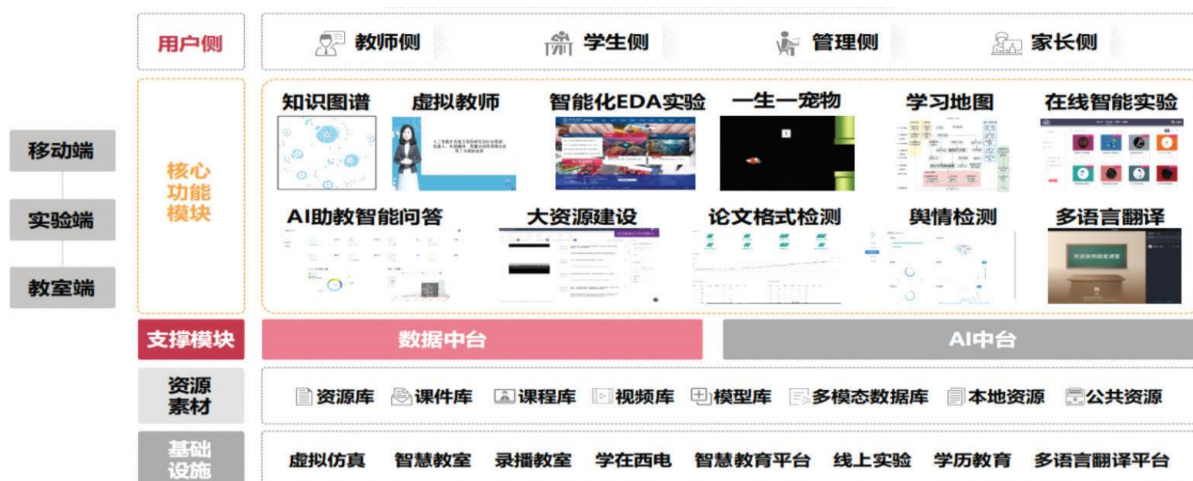 用户侧
教师侧
学生侧
管理侧
家长侧
移动端
实验端
教室端
核心
功能
模块
知识图谱
虚拟教师
智能化EDA实验
一生一宠物
学习地图
在线智能实验
AI助教智能问答
大资源建设
论文格式检测
舆情检测
多语言翻译
支撑模块
数据中台
AI中台
资源
素材
资源库
课件库
课程库
视频库
模型库
多模态数据库
本地资源
公共资源
基础
设施
虚拟仿真
智慧教室
录播教室
学在西电
智慧教育平台
线上实验
学历教育
多语言翻译平台